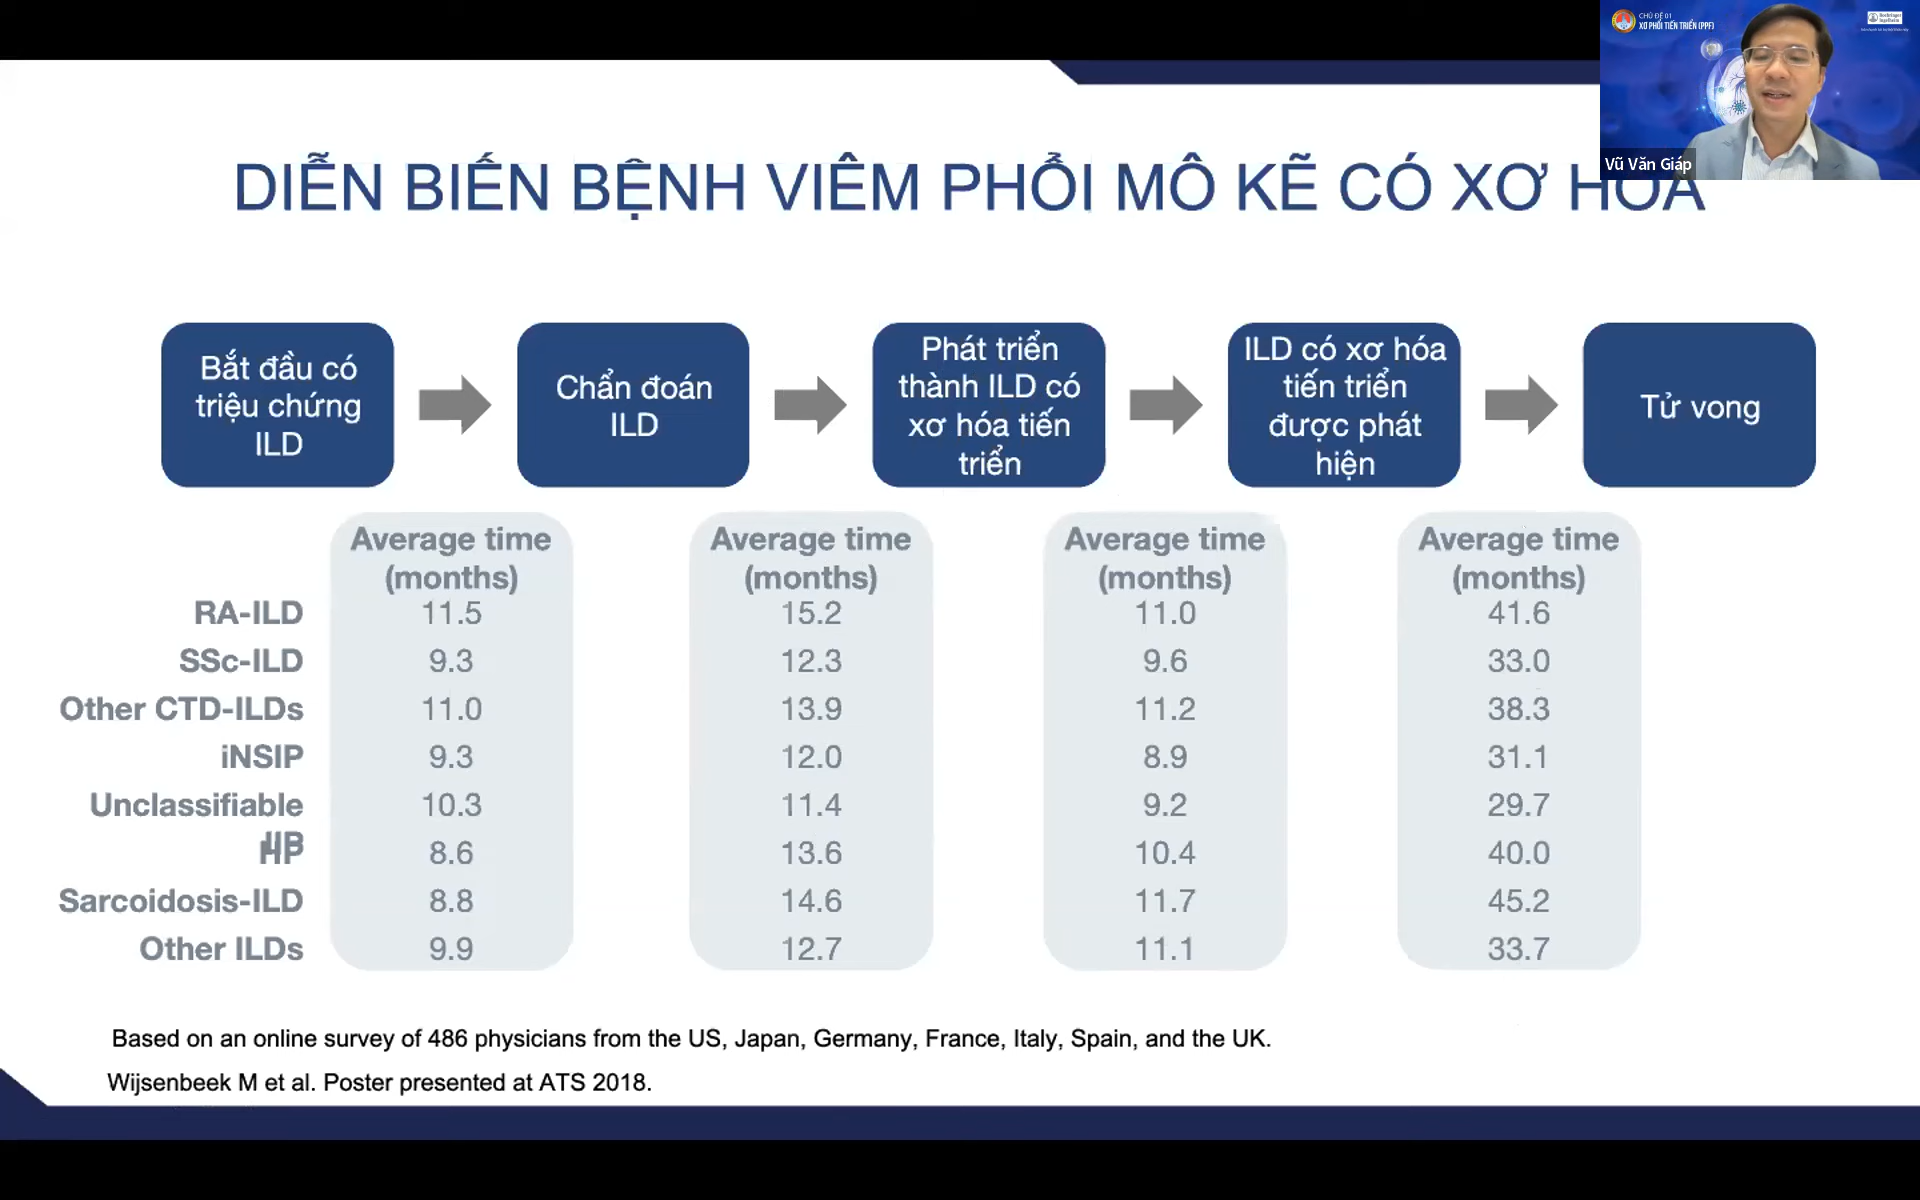 CHỦ ĐỀ 01
XƠ PHỔI TIẾN TRIỂN (PPF)
Boehringer
Ingelheim
Vũ Văn Giáp
DIỄN BIẾN BỆNH VIÊM PHỔI MÔ KẼ CÓ XƠ HÓA
Bắt đầu có
triệu chứng
ILD
Chẩn đoán
ILD
Phát triển
thành ILD có
xơ hóa tiến
triển
ILD có xơ hóa
tiến triển
được phát
hiện
Tử vong
Average time
(months)
Average time
(months)
Average time
(months)
Average time
(months)
RA-ILD 11.5 15.2 11.0 41.6
SSc-ILD 9.3 12.3 9.6 33.0
Other CTD-ILDs 11.0 13.9 11.2 38.3
iNSIP 9.3 12.0 8.9 31.1
Unclassifiable 10.3 11.4 9.2 29.7
HP 8.6 13.6 10.4 40.0
Sarcoidosis-ILD 8.8 14.6 11.7 45.2
Other ILDs 9.9 12.7 11.1 33.7
Based on an online survey of 486 physicians from the US, Japan, Germany, France, Italy, Spain, and the UK.
Wijsenbeek M et al. Poster presented at ATS 2018.